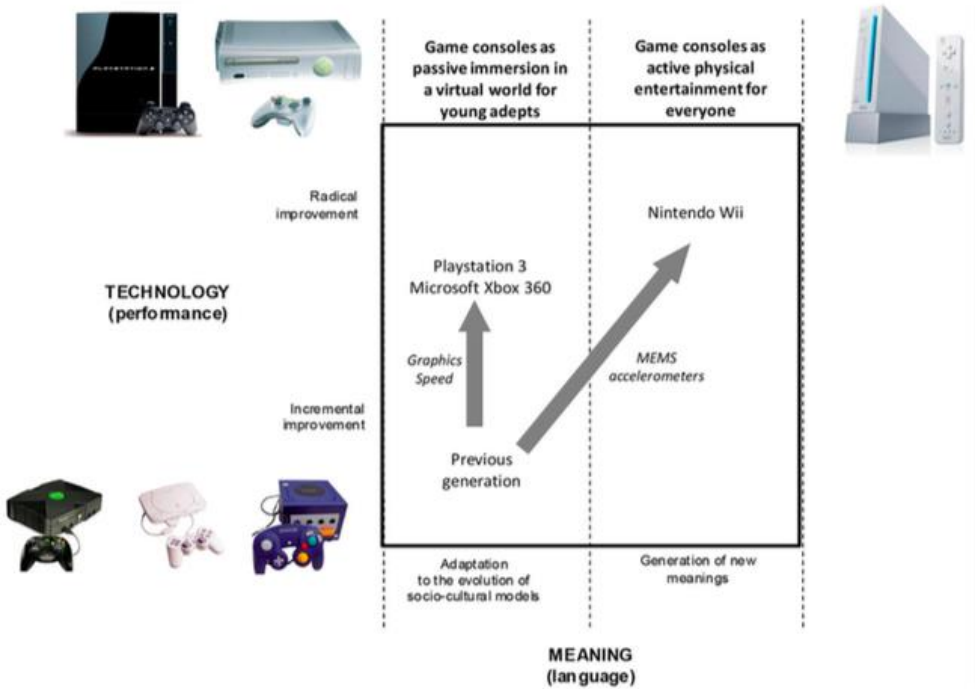 Game consoles as
passive immersion in
a virtual world for
young adepts
Game consoles as
active physical
entertainment for
everyone
Radical
improvement
Nintendo Wii
Playstation 3
Microsoft Xbox 360
TECHNOLOGY
(performance)
Graphics
Speed
MEMS
accelerometers
Incremental
improvement
Previous
generation
Adaptation
to the evolution of
socio-cultural models
Generation of new
meanings
MEANING
(language)